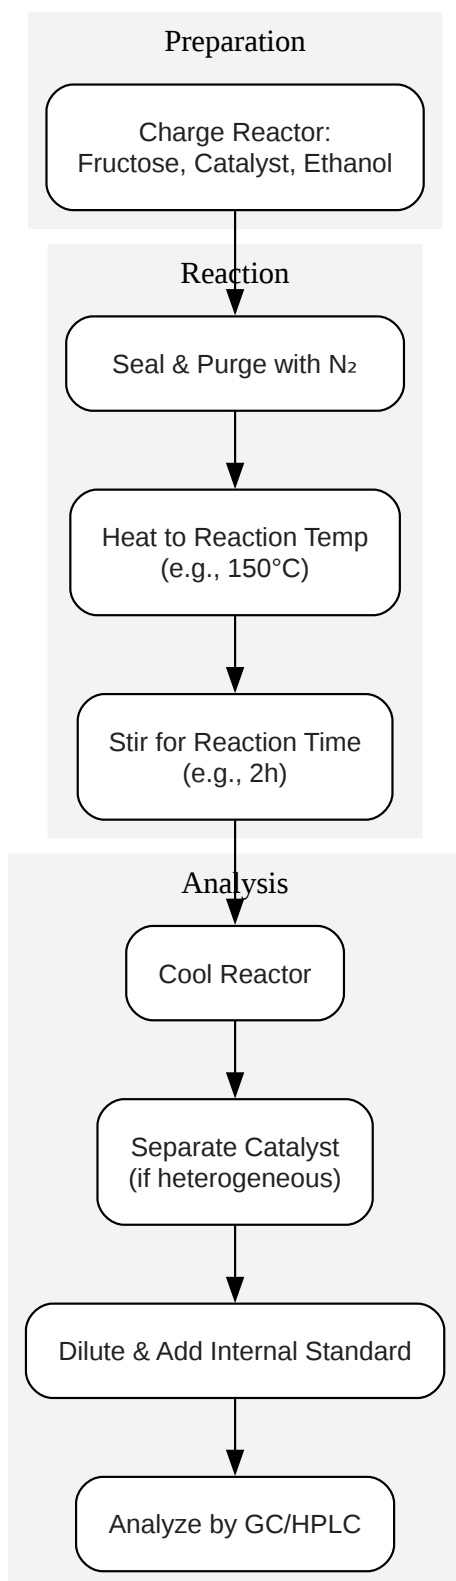 Preparation
Charge Reactor:
Fructose, Catalyst, Ethanol
Reaction
Seal & Purge with N₂
Heat to Reaction Temp
(e.g., 150°C)
Stir for Reaction Time
(e.g., 2h)
Analysis
Cool Reactor
Separate Catalyst
(if heterogeneous)
Dilute & Add Internal Standard
Analyze by GC/HPLC